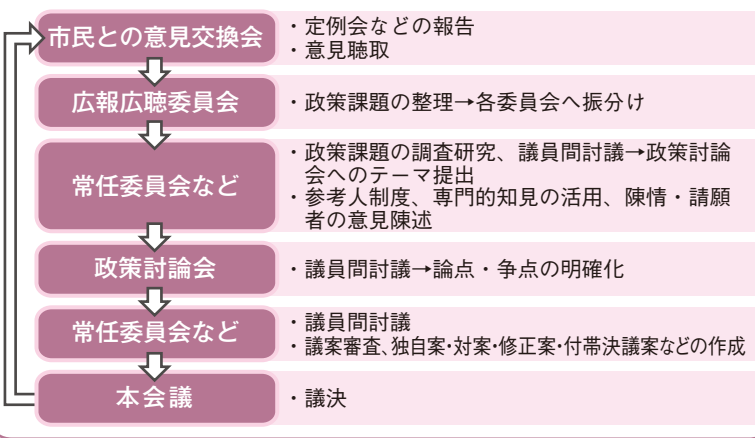 市民との意見交換会
・定例会などの報告
・意見聴取
広報広聴委員会
・政策課題の整理→各委員会へ振分け
常任委員会など
・政策課題の調査研究、議員間討議→政策討論
会へのテーマ提出
・参考人制度、専門的知見の活用、陳情・請願
者の意見陳述
政策討論会
・議員間討議→論点・争点の明確化
常任委員会など
・議員間討議
・議案審査、独自案・対案・修正案・付帯決議案などの作成
本会議
・議決